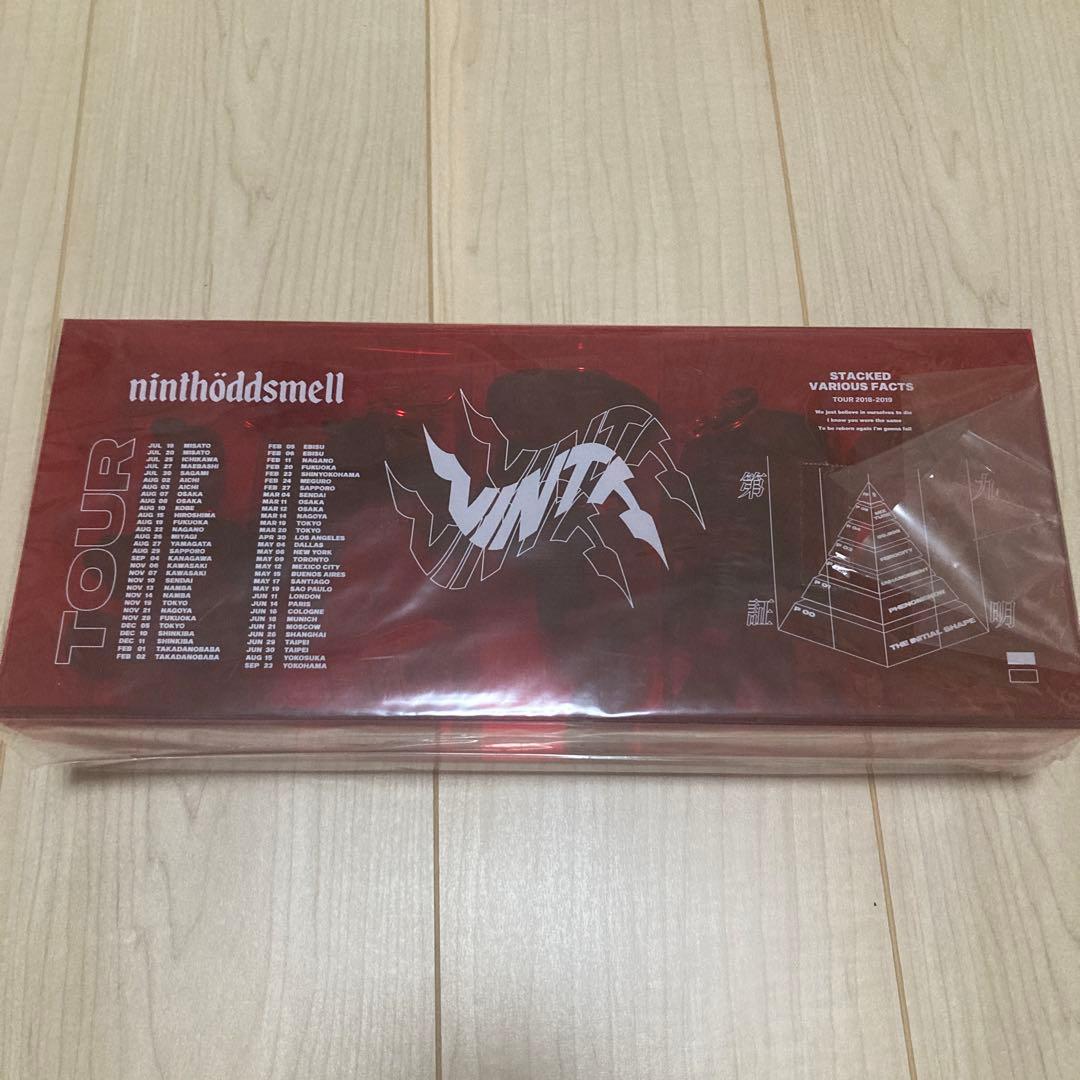 ninthöddsmell
TOUR
JUL 19 MISATO
JUL 20 MISATO
JUL 25 ICHIKAWA
JUL 27 MAEBASHI
JUL 30 SAGAMI
AUG 02 AICHI
AUG 03 AICHI
AUG 07 OSAKA
AUG 08 OSAKA
AUG 10 KOBE
AUG 15 HIROSHIMA
AUG 19 FUKUOKA
AUG 22 NAGANO
AUG 26 MIYAGI
AUG 27 YAMAGATA
AUG 29 SAPPORO
SEP 04 KANAGAWA
NOV 06 KAWASAKI
NOV 07 KAWASAKI
NOV 10 SENDAI
NOV 13 NAMBA
NOV 14 NAMBA
NOV 19 TOKYO
NOV 21 NAGOYA
NOV 28 FUKUOKA
DEC 05 TOKYO
DEC 10 SHINKIBA
DEC 11 SHINKIBA
FEB 01 TAKADANOBABA
FEB 02 TAKADANOBABA
FEB 05 EBISU
FEB 06 EBISU
FEB 11 NAGANO
FEB 20 FUKUOKA
FEB 23 SHINYOKOHAMA
FEB 24 MEGURO
FEB 27 SAPPORO
MAR 04 SENDAI
MAR 11 OSAKA
MAR 12 OSAKA
MAR 14 NAGOYA
MAR 19 TOKYO
MAR 20 TOKYO
APR 30 LOS ANGELES
MAY 04 DALLAS
MAY 08 NEW YORK
MAY 09 TORONTO
MAY 12 MEXICO CITY
MAY 15 BUENOS AIRES
MAY 17 SANTIAGO
MAY 19 SAO PAULO
JUN 11 LONDON
JUN 14 PARIS
JUN 16 COLOGNE
JUN 18 MUNICH
JUN 21 MOSCOW
JUN 26 SHANGHAI
JUN 29 TAIPEI
JUN 30 TAIPEI
AUG 15 YOKOSUKA
SEP 23 YOKOHAMA
STACKED
VARIOUS FACTS
TOUR 2018-2019
We just believe in ourselves to die
I know you were the same
To be reborn again I'm gonna fall
第
九
証
明
P 01
P 00
FEROCITY
ENHANCEMENT
PHENOMENON
THE INITIAL SHAPE